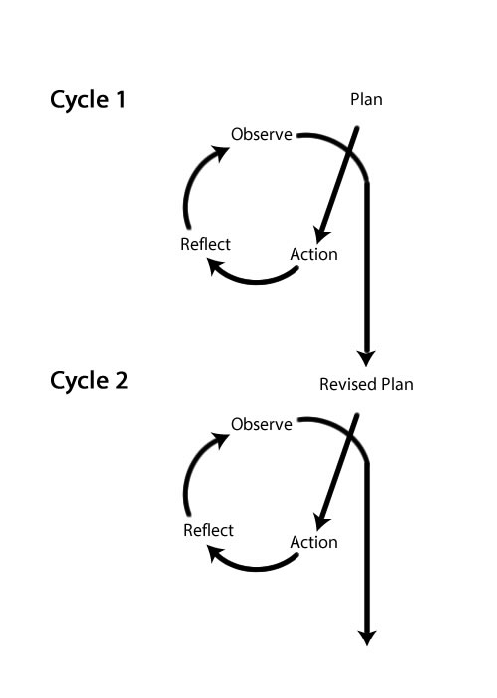 Cycle 1
Plan
Observe
Reflect
Action
Cycle 2
Revised Plan
Observe
Reflect
Action